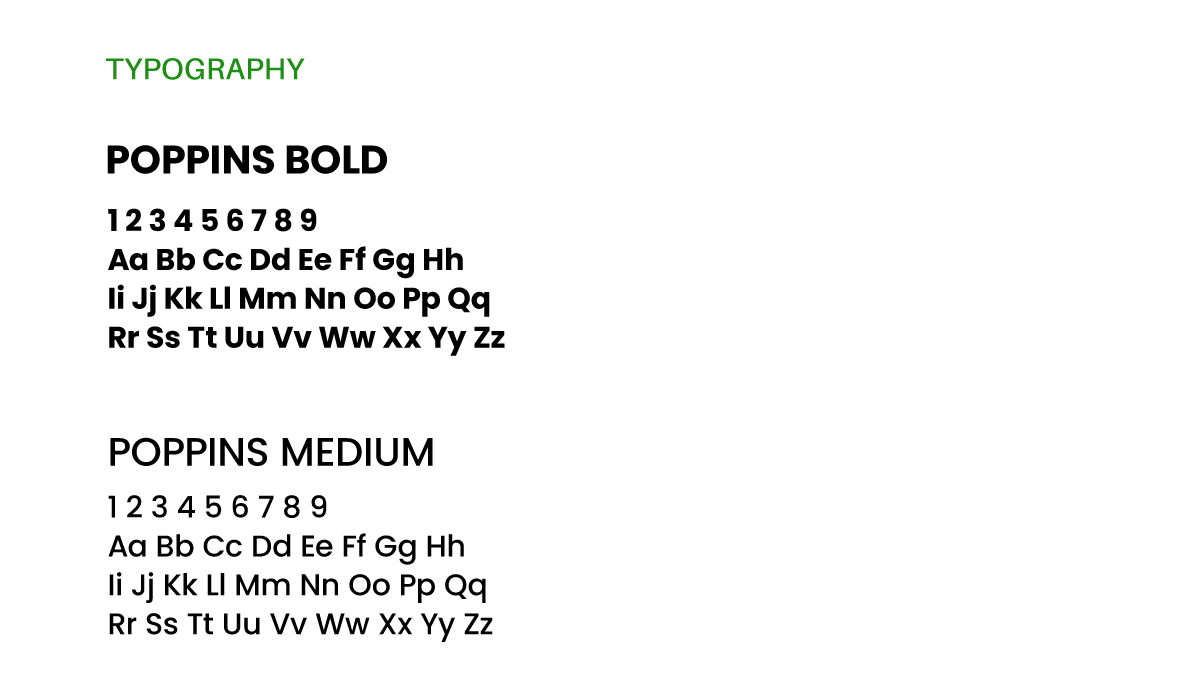 TYPOGRAPHY
POPPINS BOLD
1 2 3 4 5 6 7 8 9
Aa Bb Cc Dd Ee Ff Gg Hh
Ii Jj Kk Ll Mm Nn Oo Pp Qq
Rr Ss Tt Uu Vv Ww Xx Yy Zz
POPPINS MEDIUM
1 2 3 4 5 6 7 8 9
Aa Bb Cc Dd Ee Ff Gg Hh
Ii Jj Kk Ll Mm Nn Oo Pp Qq
Rr Ss Tt Uu Vv Ww Xx Yy Zz